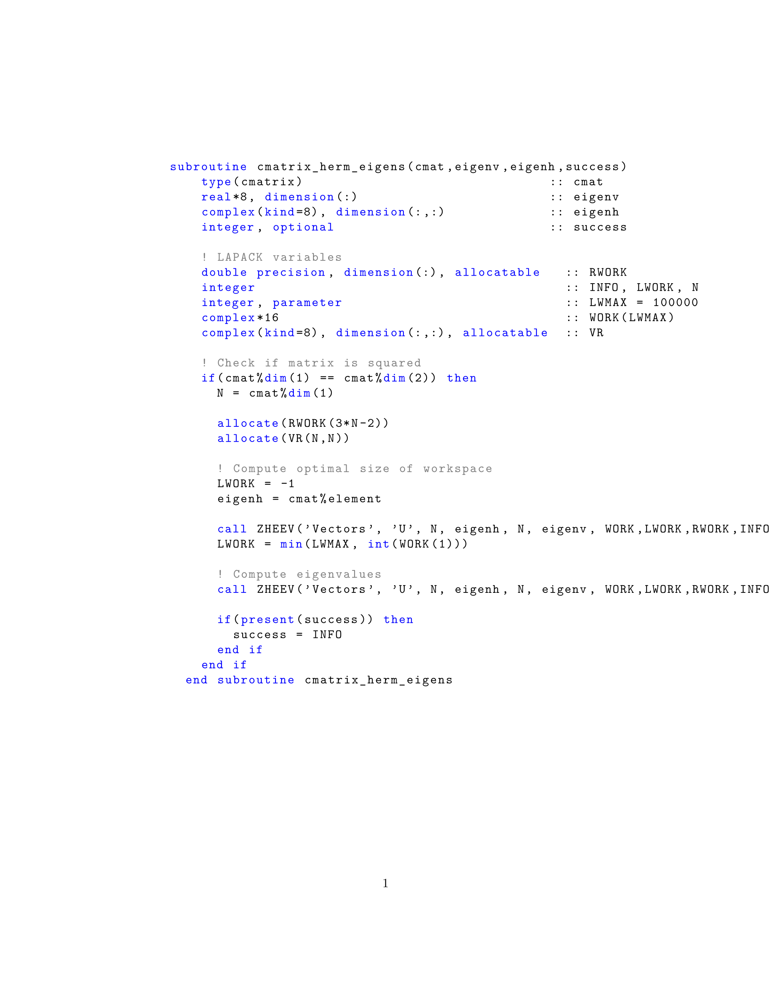 subroutine cmatrix_herm_eigens(cmat,eigenv,eigenh,success)
    type(cmatrix)                               :: cmat
    real*8, dimension(:)                        :: eigenv
    complex(kind=8), dimension(:,:)             :: eigenh
    integer, optional                           :: success

    ! LAPACK variables
    double precision, dimension(:), allocatable   :: RWORK
    integer                                       :: INFO, LWORK, N
    integer, parameter                            :: LWMAX = 100000
    complex*16                                    :: WORK(LWMAX)
    complex(kind=8), dimension(:,:), allocatable  :: VR

    ! Check if matrix is squared
    if(cmat%dim(1) == cmat%dim(2)) then
      N = cmat%dim(1)

      allocate(RWORK(3*N-2))
      allocate(VR(N,N))

      ! Compute optimal size of workspace
      LWORK = -1
      eigenh = cmat%element

      call ZHEEV('Vectors', 'U', N, eigenh, N, eigenv, WORK,LWORK,RWORK,INFO
      LWORK = min(LWMAX, int(WORK(1)))

      ! Compute eigenvalues
      call ZHEEV('Vectors', 'U', N, eigenh, N, eigenv, WORK,LWORK,RWORK,INFO

      if(present(success)) then
        success = INFO
      end if
    end if
  end subroutine cmatrix_herm_eigens
1